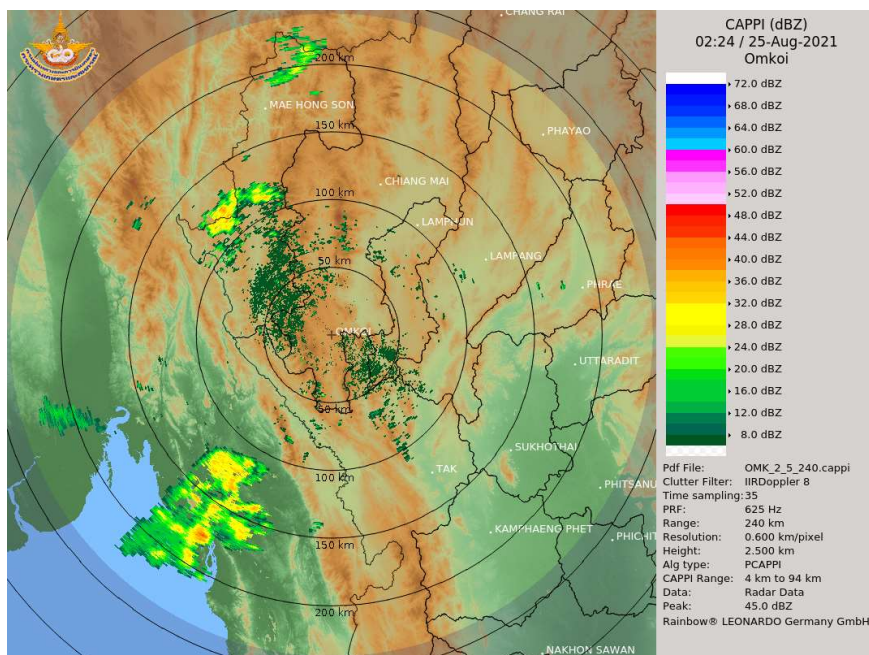 CHANG RAI
200 km
MAE HONG SON
150 km
PHAYAO
CHIANG MAI
100 km
LAMPHUN
LAMPANG
50 km
PHRAE
OMKOI
UTTARADIT
50 km
SUKHOTHAI
TAK
100 km
PHITSANU
KAMPHAENG PHET
PHICHIT
150 km
200 km
NAKHON SAWAN
CAPPI (dBZ)
02:24 / 25-Aug-2021
Omkoi
72.0 dBZ
68.0 dBZ
64.0 dBZ
60.0 dBZ
56.0 dBZ
52.0 dBZ
48.0 dBZ
44.0 dBZ
40.0 dBZ
36.0 dBZ
32.0 dBZ
28.0 dBZ
24.0 dBZ
20.0 dBZ
16.0 dBZ
12.0 dBZ
8.0 dBZ
Pdf File: OMK_2_5_240.cappi
Clutter Filter: IIRDoppler 8
Time sampling: 35
PRF: 625 Hz
Range: 240 km
Resolution: 0.600 km/pixel
Height: 2.500 km
Alg type: PCAPPI
CAPPI Range: 4 km to 94 km
Data: Radar Data
Peak: 45.0 dBZ
Rainbow® LEONARDO Germany GmbH